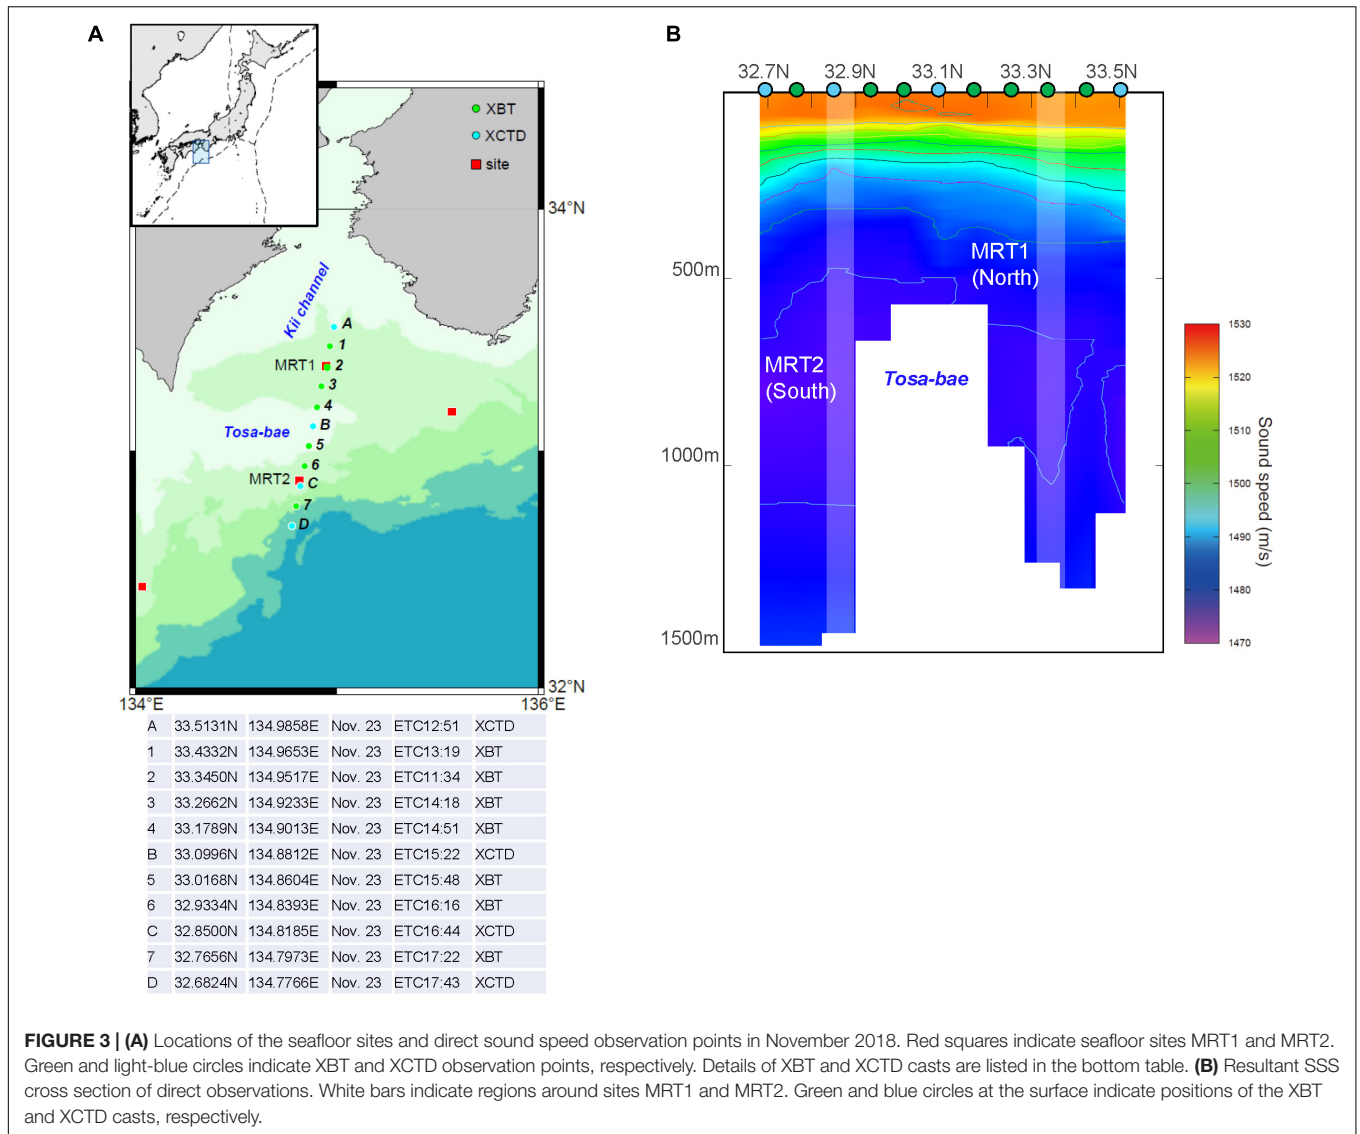 A
XBT
XCTD
site
34°N
Kii channel
A
1
MRT1
2
3
4
B
Tosa-bae
5
6
MRT2
C
7
D
32°N
134°E
136°E
A 33.5131N 134.9858E Nov. 23 ETC12:51 XCTD
1 33.4332N 134.9653E Nov. 23 ETC13:19 XBT
2 33.3450N 134.9517E Nov. 23 ETC11:34 XBT
3 33.2662N 134.9233E Nov. 23 ETC14:18 XBT
4 33.1789N 134.9013E Nov. 23 ETC14:51 XBT
B 33.0996N 134.8812E Nov. 23 ETC15:22 XCTD
5 33.0168N 134.8604E Nov. 23 ETC15:48 XBT
6 32.9334N 134.8393E Nov. 23 ETC16:16 XBT
C 32.8500N 134.8185E Nov. 23 ETC16:44 XCTD
7 32.7656N 134.7973E Nov. 23 ETC17:22 XBT
D 32.6824N 134.7766E Nov. 23 ETC17:43 XCTD
B
32.7N 32.9N 33.1N 33.3N 33.5N
500m
1000m
1500m
MRT1
(North)
MRT2
(South)
Tosa-bae
1530
1520
1510
1500
1490
1480
1470
Sound speed (m/s)
FIGURE 3 | (A) Locations of the seafloor sites and direct sound speed observation points in November 2018. Red squares indicate seafloor sites MRT1 and MRT2.
Green and light-blue circles indicate XBT and XCTD observation points, respectively. Details of XBT and XCTD casts are listed in the bottom table. (B) Resultant SSS
cross section of direct observations. White bars indicate regions around sites MRT1 and MRT2. Green and blue circles at the surface indicate positions of the XBT
and XCTD casts, respectively.